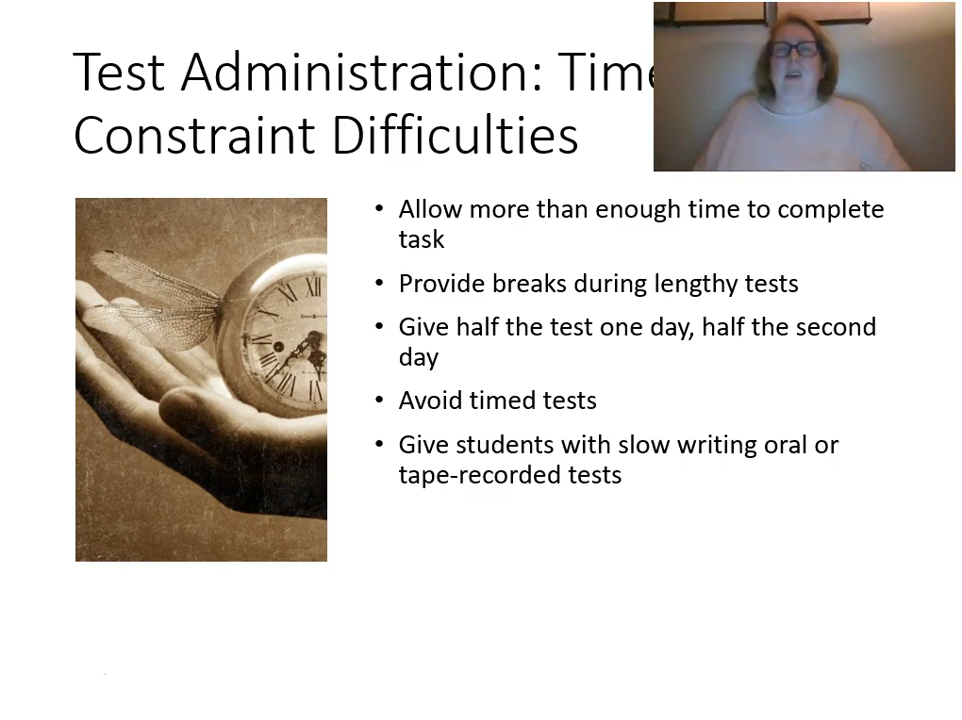 Test Administration: Time
Constraint Difficulties
• Allow more than enough time to complete
task
• Provide breaks during lengthy tests
• Give half the test one day, half the second
day
• Avoid timed tests
• Give students with slow writing oral or
tape-recorded tests
XII